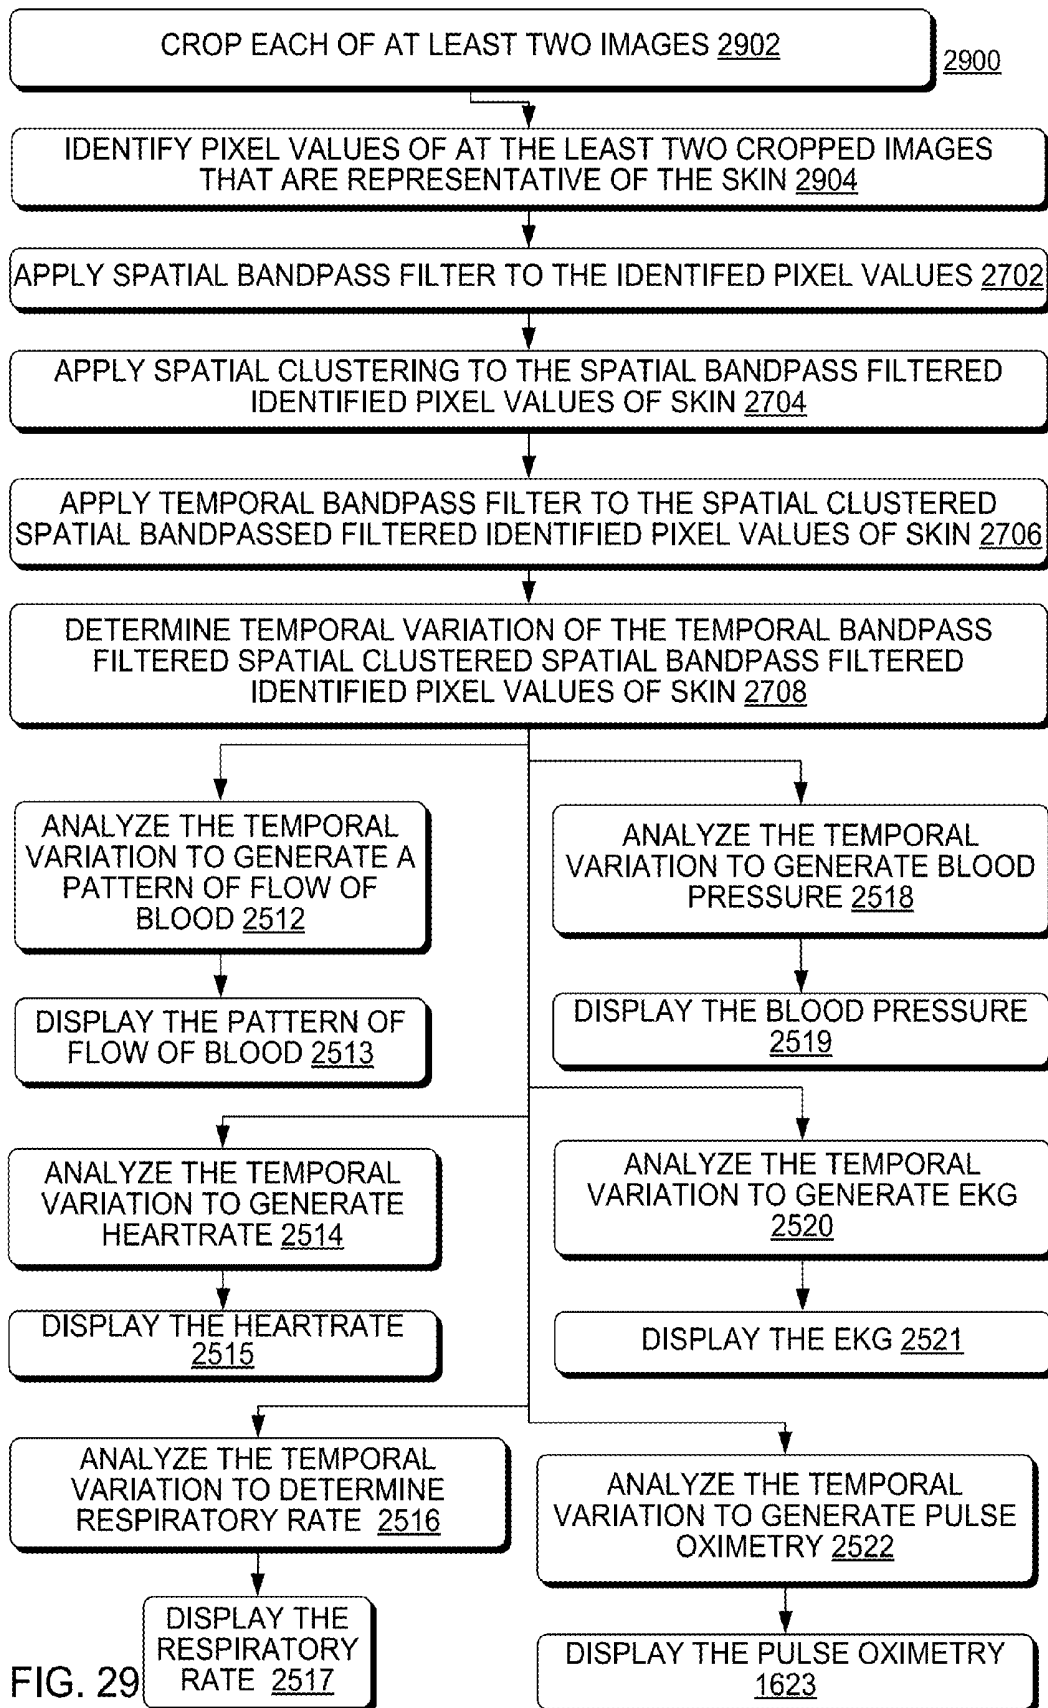 CROP EACH OF AT LEAST TWO IMAGES 2902
2900
IDENTIFY PIXEL VALUES OF AT THE LEAST TWO CROPPED IMAGES
THAT ARE REPRESENTATIVE OF THE SKIN 2904
APPLY SPATIAL BANDPASS FILTER TO THE IDENTIFED PIXEL VALUES 2702
APPLY SPATIAL CLUSTERING TO THE SPATIAL BANDPASS FILTERED
IDENTIFIED PIXEL VALUES OF SKIN 2704
APPLY TEMPORAL BANDPASS FILTER TO THE SPATIAL CLUSTERED
SPATIAL BANDPASSED FILTERED IDENTIFIED PIXEL VALUES OF SKIN 2706
DETERMINE TEMPORAL VARIATION OF THE TEMPORAL BANDPASS
FILTERED SPATIAL CLUSTERED SPATIAL BANDPASS FILTERED
IDENTIFIED PIXEL VALUES OF SKIN 2708
ANALYZE THE TEMPORAL
VARIATION TO GENERATE A
PATTERN OF FLOW OF
BLOOD 2512
ANALYZE THE TEMPORAL
VARIATION TO GENERATE BLOOD
PRESSURE 2518
DISPLAY THE PATTERN OF
FLOW OF BLOOD 2513
DISPLAY THE BLOOD PRESSURE
2519
ANALYZE THE TEMPORAL
VARIATION TO GENERATE
HEARTRATE 2514
ANALYZE THE TEMPORAL
VARIATION TO GENERATE EKG
2520
DISPLAY THE HEARTRATE
2515
DISPLAY THE EKG 2521
ANALYZE THE TEMPORAL
VARIATION TO DETERMINE
RESPIRATORY RATE 2516
ANALYZE THE TEMPORAL
VARIATION TO GENERATE PULSE
OXIMETRY 2522
DISPLAY THE
RESPIRATORY
RATE 2517
DISPLAY THE PULSE OXIMETRY
1623
FIG. 29